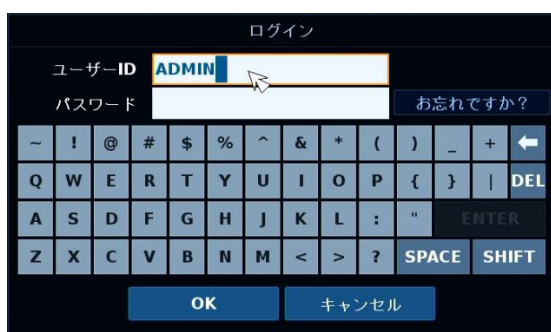 ログイン
ユーザーID ADMIN
パスワード お忘れですか？
~ ! @ # $ % ^ & * ( ) _ + ←
Q W E R T Y U I O P { } | DEL
A S D F G H J K L : " ENTER
Z X C V B N M < > ? SPACE SHIFT
OK キャンセル